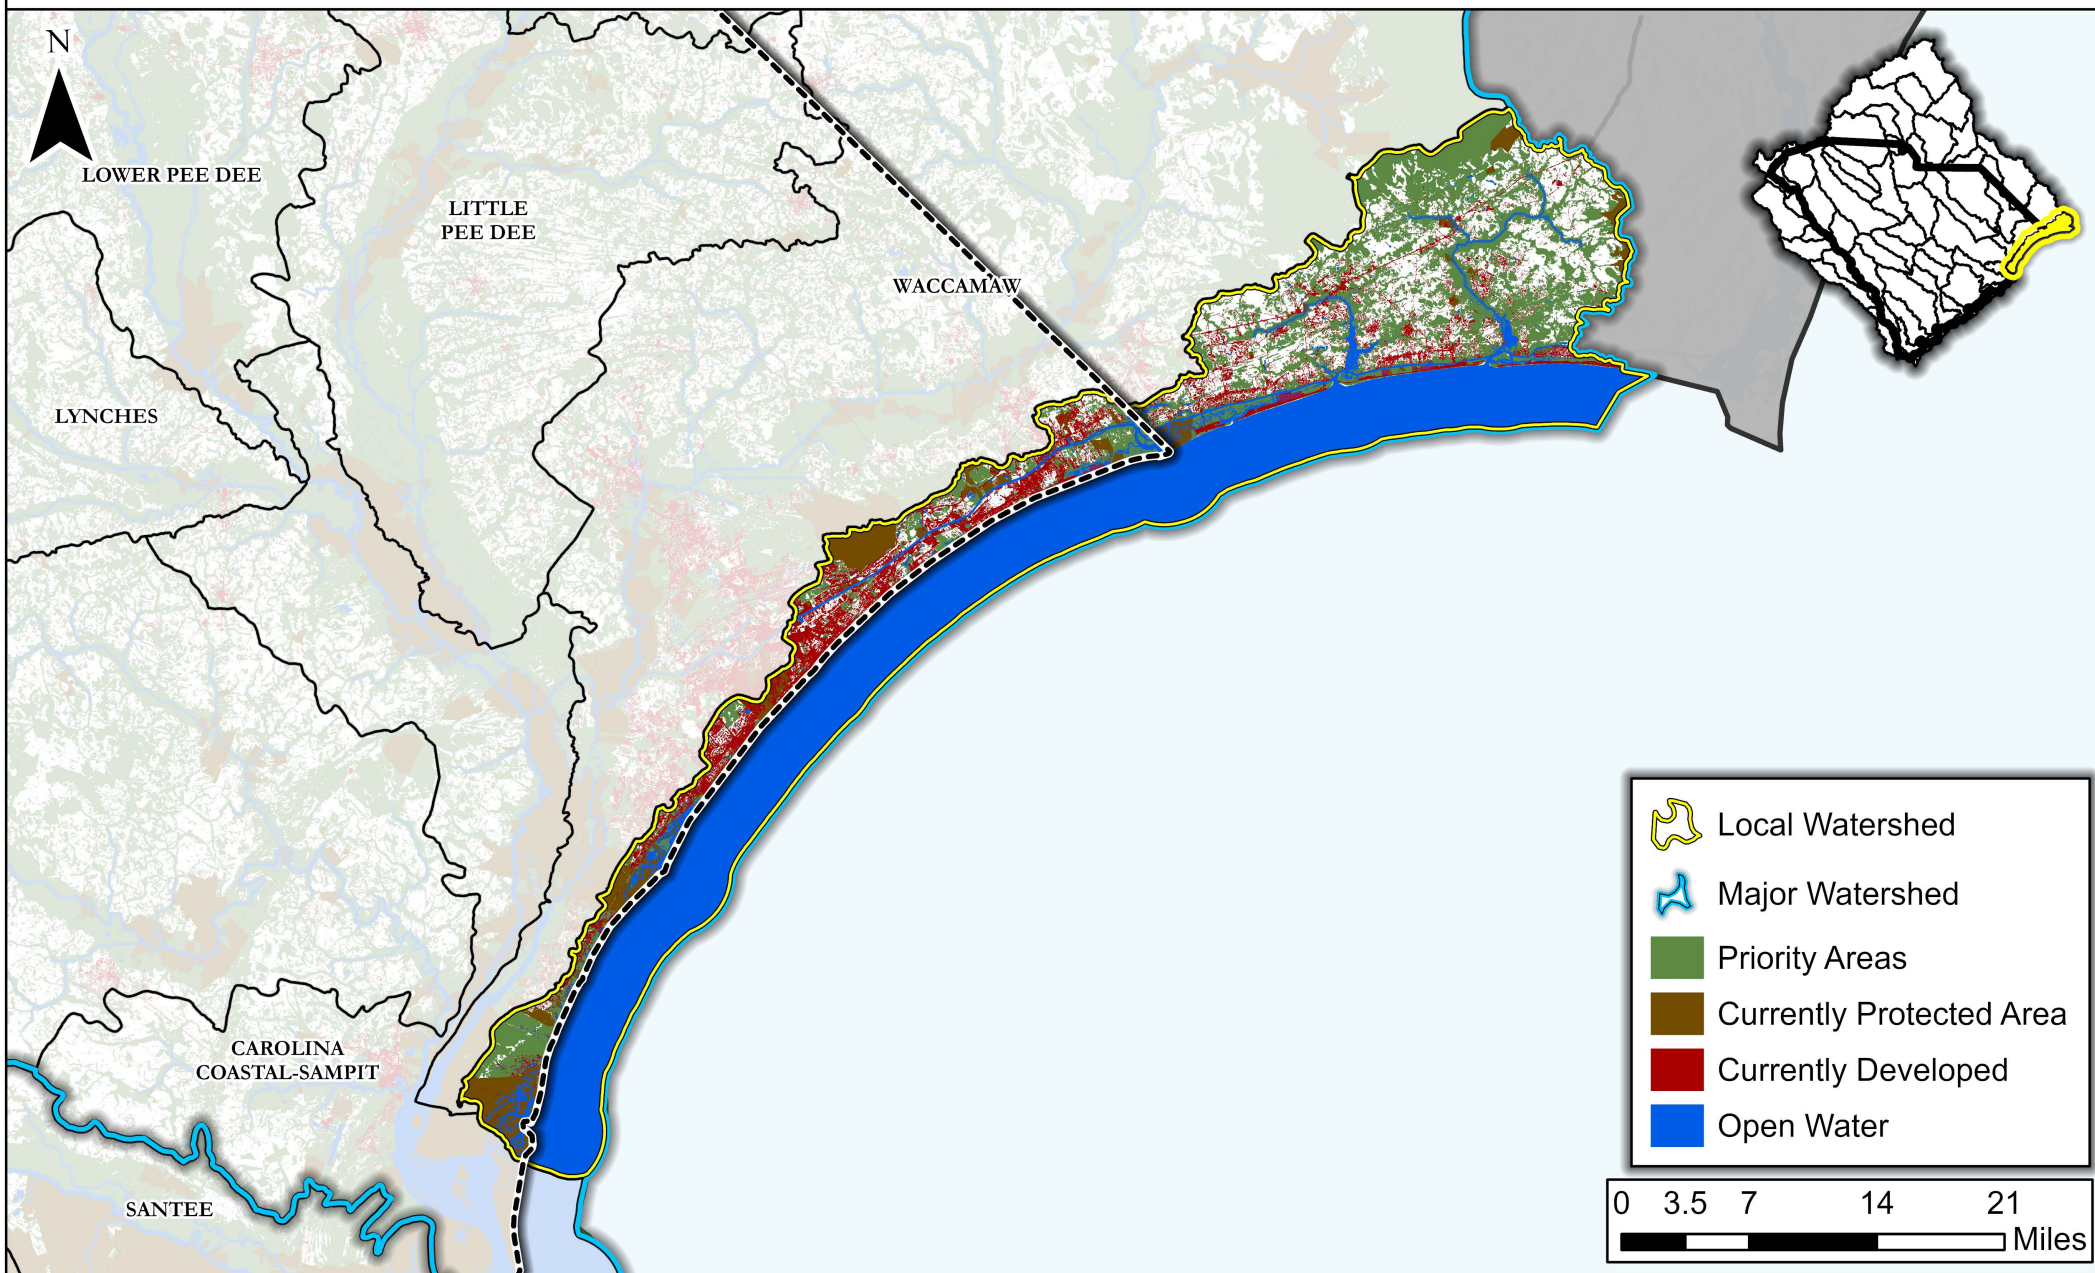 N
LOWER PEE DEE
LITTLE
PEE DEE
WACCAMAW
LYNCHES
CAROLINA
COASTAL-SAMPIT
SANTEE
Local Watershed
Major Watershed
Priority Areas
Currently Protected Area
Currently Developed
Open Water
0 3.5 7 14 21
Miles